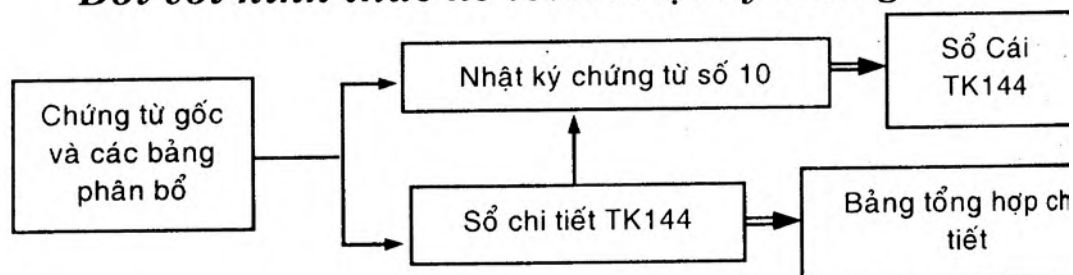 Nhật ký chứng từ số 10
Sổ Cái
TK144
Chứng từ gốc
và các bảng
phân bổ
Sổ chi tiết TK144
Bảng tổng hợp ch
tiết